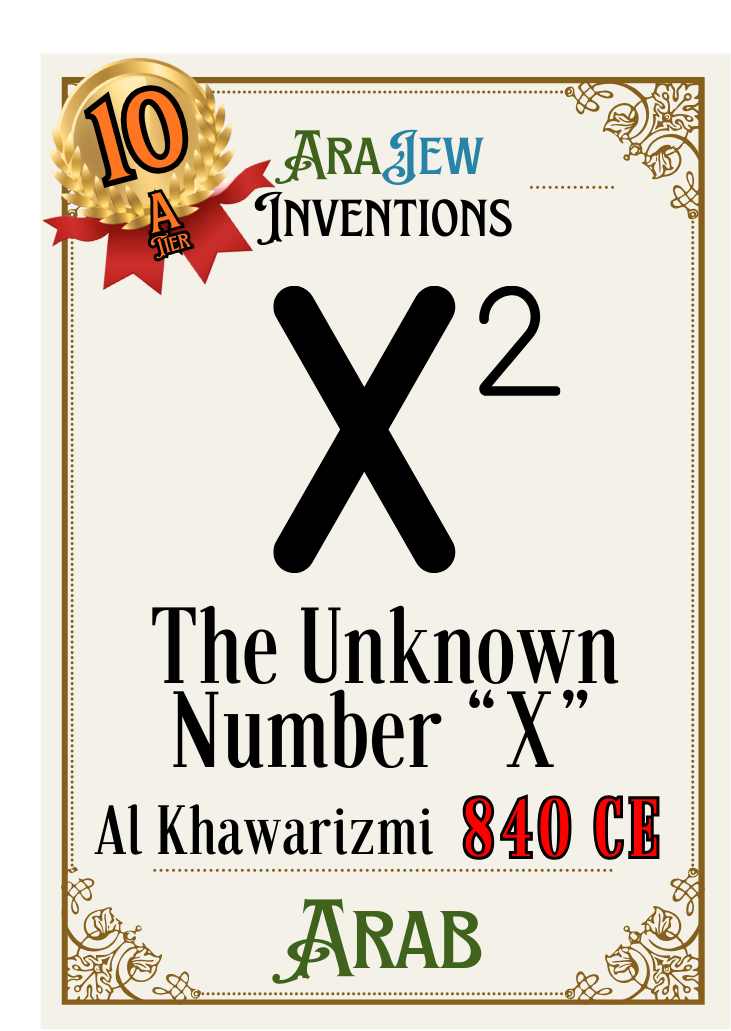 10
A
TIER
ARAJEW
INVENTIONS
X²
The Unknown
Number “X”
Al Khawarizmi 840 CE
ARAB